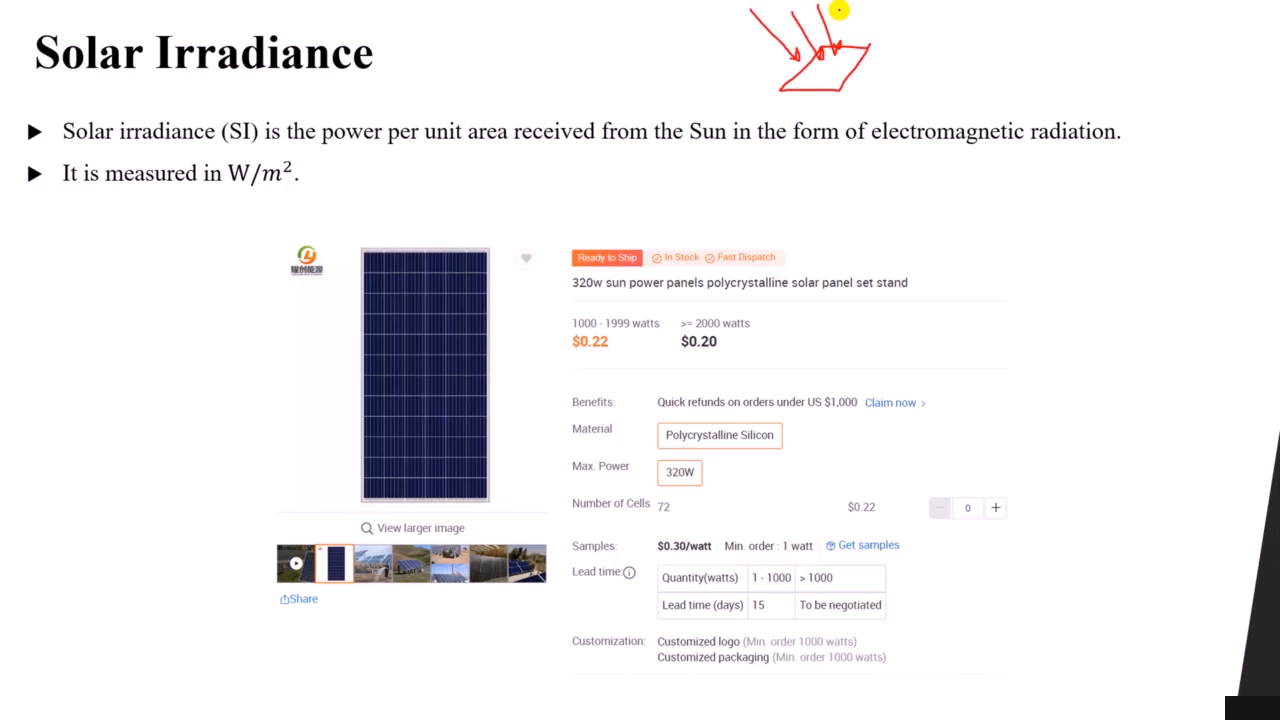 Solar Irradiance
Solar irradiance (SI) is the power per unit area received from the Sun in the form of electromagnetic radiation.
It is measured in W/m².
耀创能源
Ready to Ship In Stock Fast Dispatch
320w sun power panels polycrystalline solar panel set stand
1000 - 1999 watts >= 2000 watts
$0.22 $0.20
Benefits: Quick refunds on orders under US $1,000 Claim now >
Material Polycrystalline Silicon
Max. Power 320W
Number of Cells 72 $0.22 0 +
View larger image
Share
Samples: $0.30/watt Min. order : 1 watt Get samples
Lead time: Quantity(watts) 1 - 1000 > 1000
Lead time (days) 15 To be negotiated
Customization: Customized logo (Min. order 1000 watts)
Customized packaging (Min. order 1000 watts)